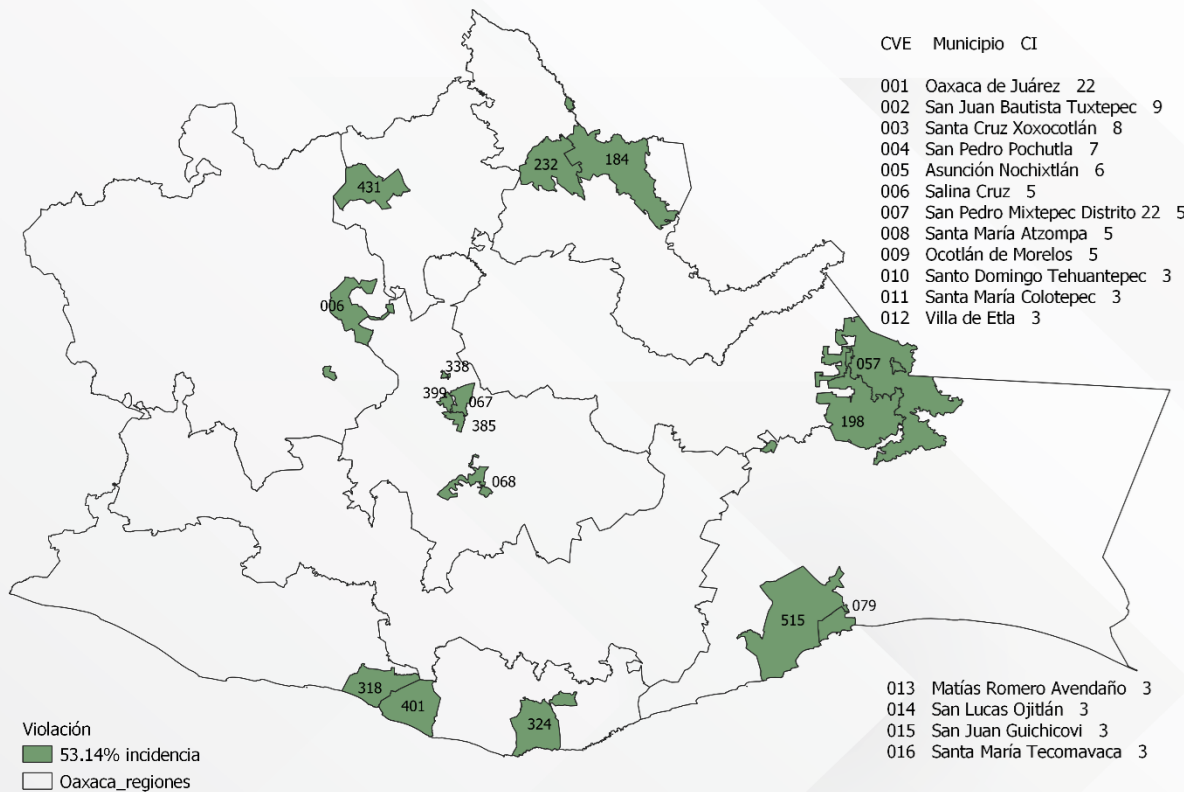 CVE Municipio CI
001 Oaxaca de Juárez 22
002 San Juan Bautista Tuxtepec 9
003 Santa Cruz Xoxocotlán 8
004 San Pedro Pochutla 7
005 Asunción Nochixtlán 6
006 Salina Cruz 5
007 San Pedro Mixtepec Distrito 22 5
008 Santa María Atzompa 5
009 Ocotlán de Morelos 5
010 Santo Domingo Tehuantepec 3
011 Santa María Colotepec 3
012 Villa de Etla 3
232
184
431
006
338
399
067
385
068
057
198
515
079
318
401
324
013 Matías Romero Avendaño 3
014 San Lucas Ojitlán 3
015 San Juan Guichicovi 3
016 Santa María Tecomavaca 3
Violación
53.14% incidencia
Oaxaca_regiones